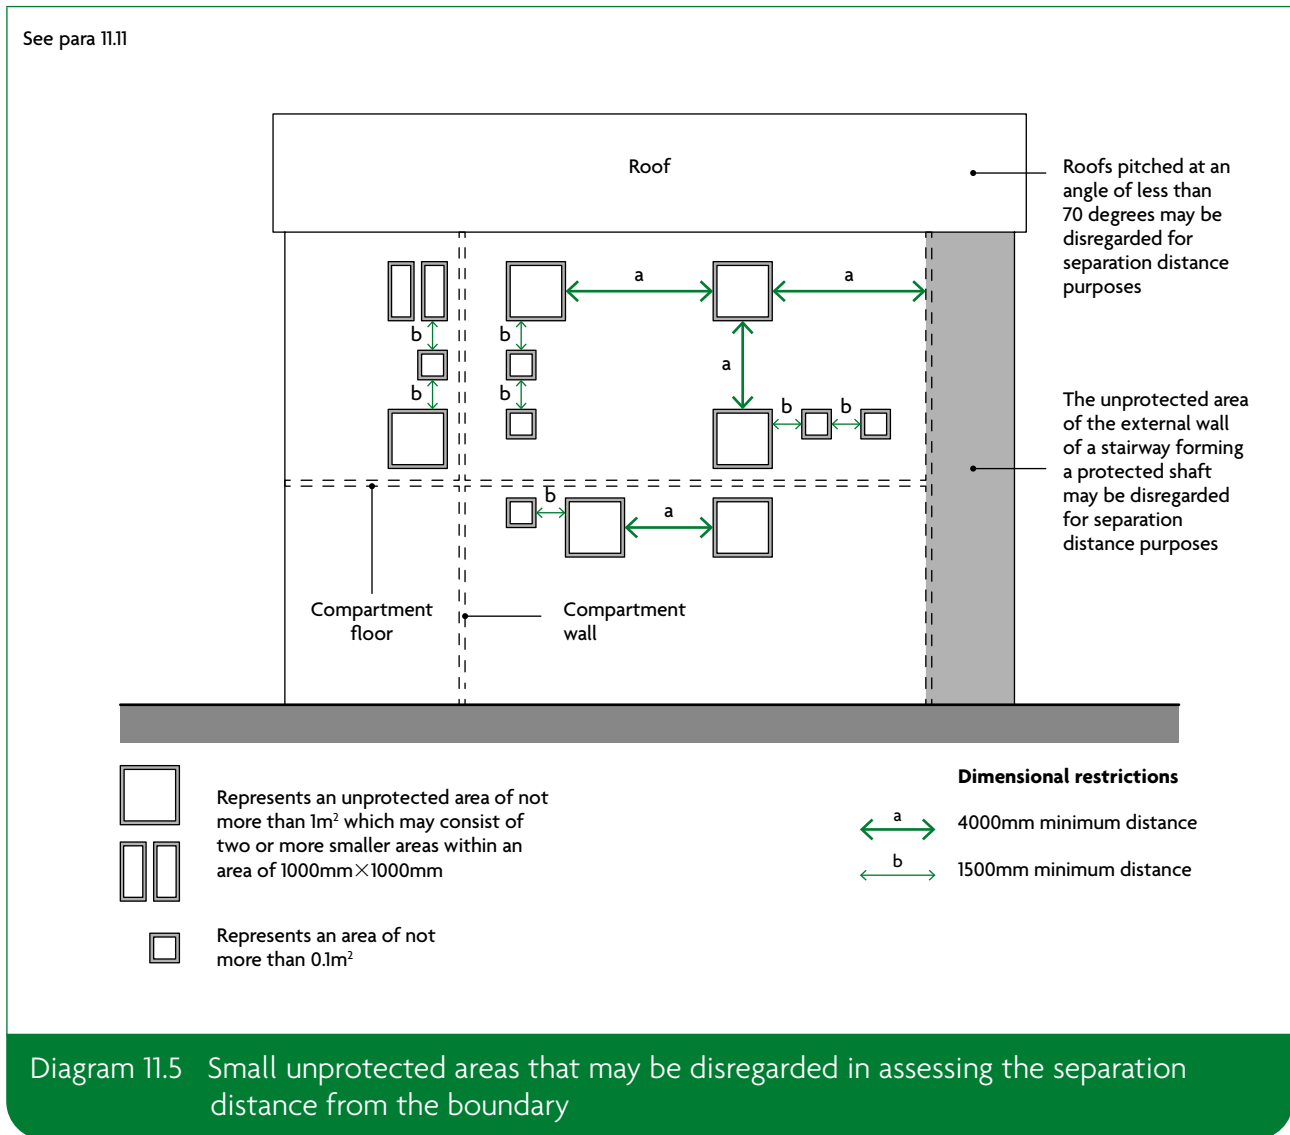 See para 11.11
Roof
Roofs pitched at an
angle of less than
70 degrees may be
disregarded for
separation distance
purposes
a
a
b
b
a
b
b
b
b
The unprotected area
of the external wall
of a stairway forming
a protected shaft
may be disregarded
for separation
distance purposes
b
a
Compartment
floor
Compartment
wall
Represents an unprotected area of not
more than 1m² which may consist of
two or more smaller areas within an
area of 1000mm×1000mm
Represents an area of not
more than 0.1m²
Dimensional restrictions
a
4000mm minimum distance
b
1500mm minimum distance
Diagram 11.5 Small unprotected areas that may be disregarded in assessing the separation
distance from the boundary